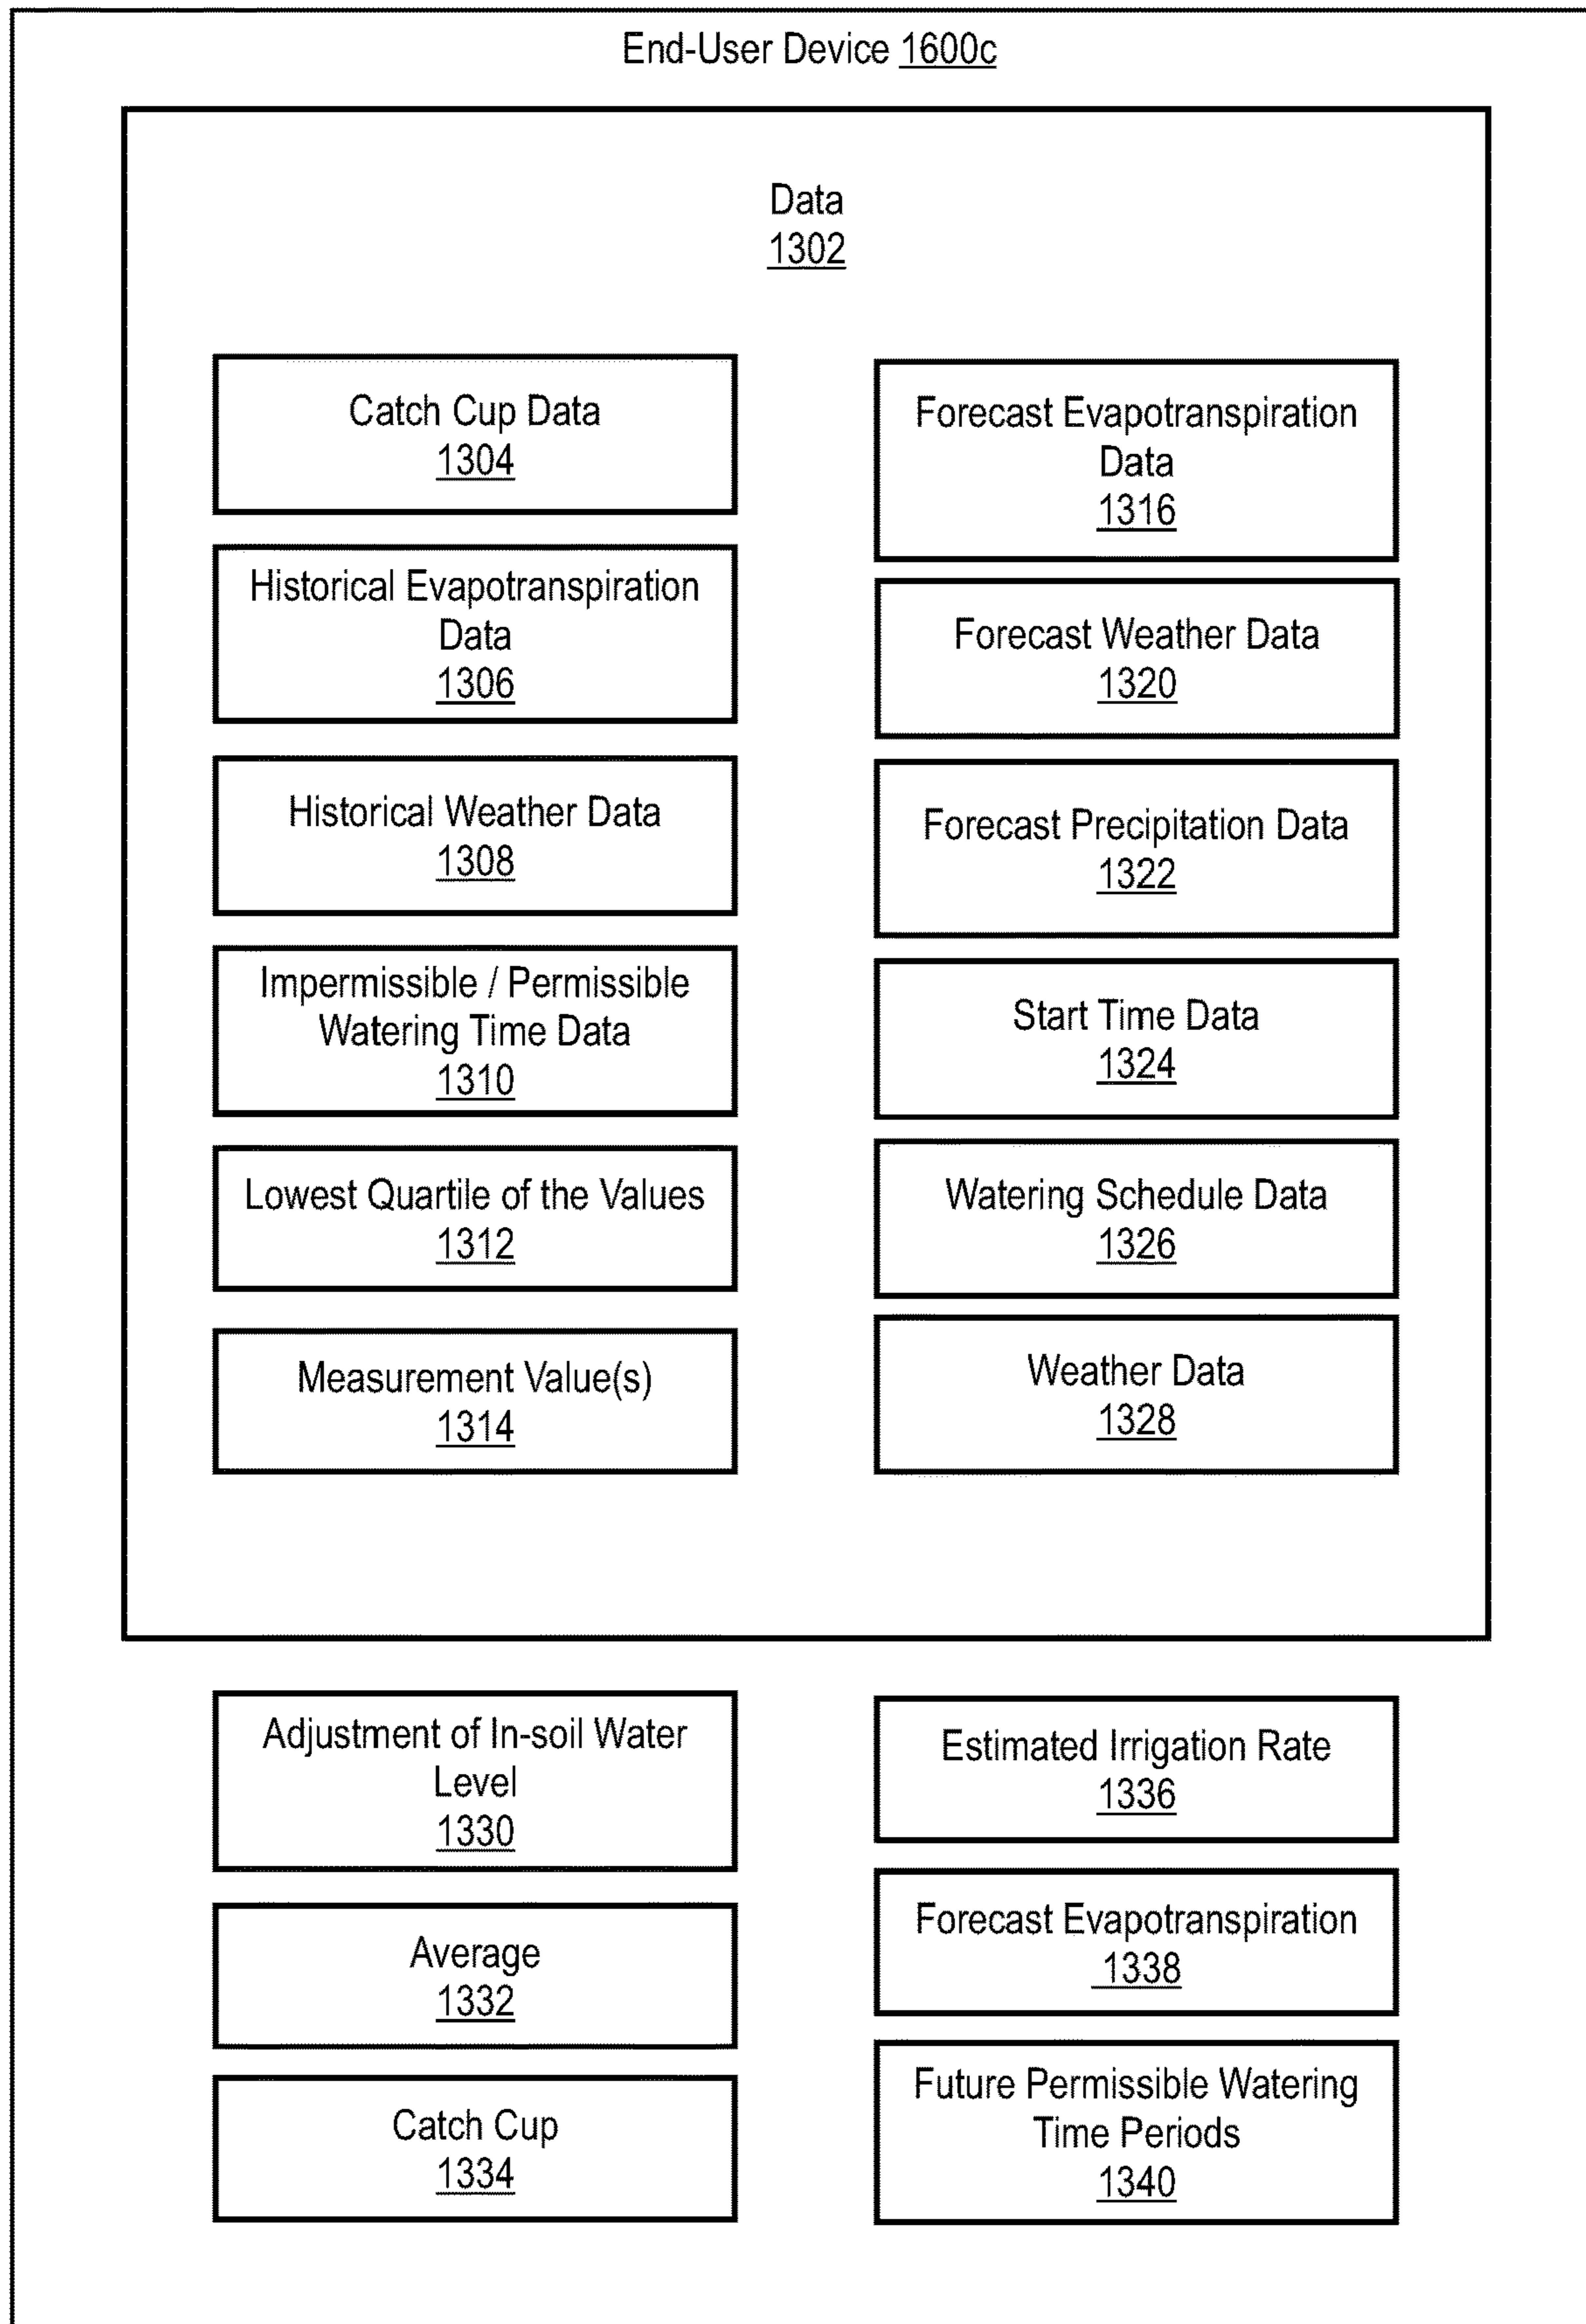 End-User Device 1600c
Data
1302
Catch Cup Data
1304
Historical Evapotranspiration
Data
1306
Historical Weather Data
1308
Impermissible / Permissible
Watering Time Data
1310
Lowest Quartile of the Values
1312
Measurement Value(s)
1314
Forecast Evapotranspiration
Data
1316
Forecast Weather Data
1320
Forecast Precipitation Data
1322
Start Time Data
1324
Watering Schedule Data
1326
Weather Data
1328
Adjustment of In-soil Water
Level
1330
Average
1332
Catch Cup
1334
Estimated Irrigation Rate
1336
Forecast Evapotranspiration
1338
Future Permissible Watering
Time Periods
1340